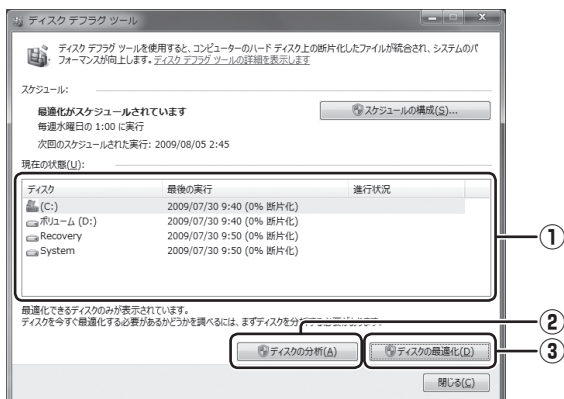 ディスク デフラグ ツール
ディスク デフラグ ツールを使用すると、コンピューターのハード ディスク上の断片化したファイルが統合され、システムのパ
フォーマンスが向上します。ディスク デフラグ ツールの詳細を表示します
スケジュール:
最適化がスケジュールされています
スケジュールの構成(S)...
毎週水曜日の 1:00 に実行
次回のスケジュールされた実行: 2009/08/05 2:45
現在の状態(U):
ディスク 最後の実行 進行状況
(C:) 2009/07/30 9:40 (0% 断片化)
ボリューム (D:) 2009/07/30 9:40 (0% 断片化)
Recovery 2009/07/30 9:50 (0% 断片化)
System 2009/07/30 9:50 (0% 断片化)
①
最適化できるディスクのみが表示されています。
ディスクを今すぐ最適化する必要があるかどうかを調べるには、まずディスクを分析する必要があります。
②
ディスクの分析(A) ディスクの最適化(D)
③
閉じる(C)